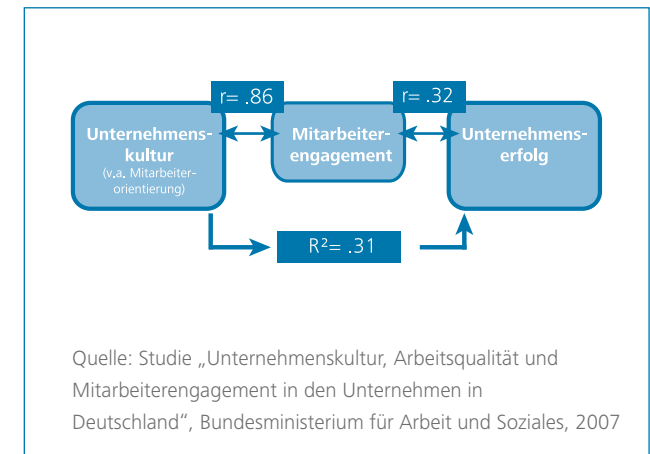 r= .86
r= .32
Unternehmens-
kultur
(v.a. Mitarbeiter-
orientierung)
Mitarbeiter-
engagement
Unternehmens-
erfolg
R²= .31
Quelle: Studie „Unternehmenskultur, Arbeitsqualität und
Mitarbeiterengagement in den Unternehmen in
Deutschland“, Bundesministerium für Arbeit und Soziales, 2007